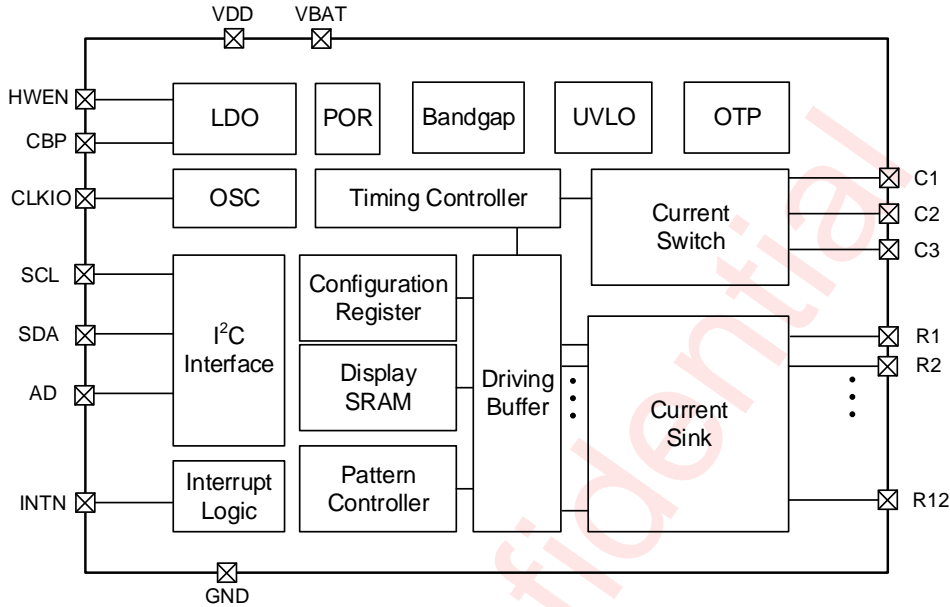 VDD VBAT
HWEN
CBP
CLKIO
SCL
SDA
AD
INTN
GND
LDO
POR
Bandgap
UVLO
OTP
OSC
Timing Controller
Current
Switch
C1
C2
C3
I²C
Interface
Configuration
Register
Display
SRAM
Pattern
Controller
Interrupt
Logic
Driving
Buffer
Current
Sink
R1
R2
R12
fidential